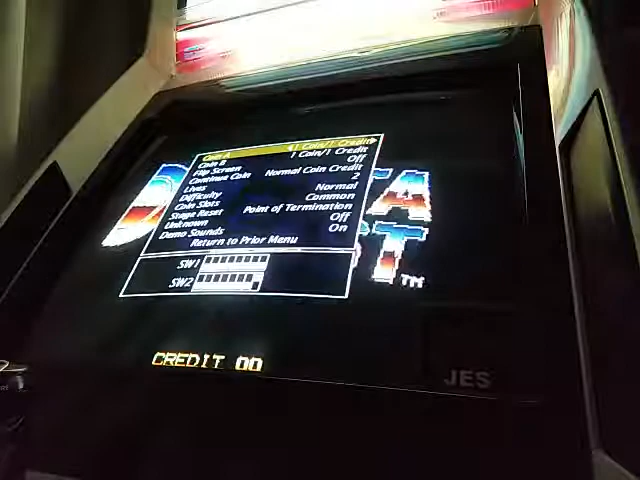 Coin A 1 Coin/1 Credit
Coin B 1 Coin/1 Credit
Flip Screen Off
Continue Coin Normal Coin Credit
Lives 2
Difficulty Normal
Coin Slots Common
Stage Reset Point of Termination
Unknown Off
Demo Sounds On
Return to Prior Menu
SW1
SW2
TM
CREDIT 00
JES